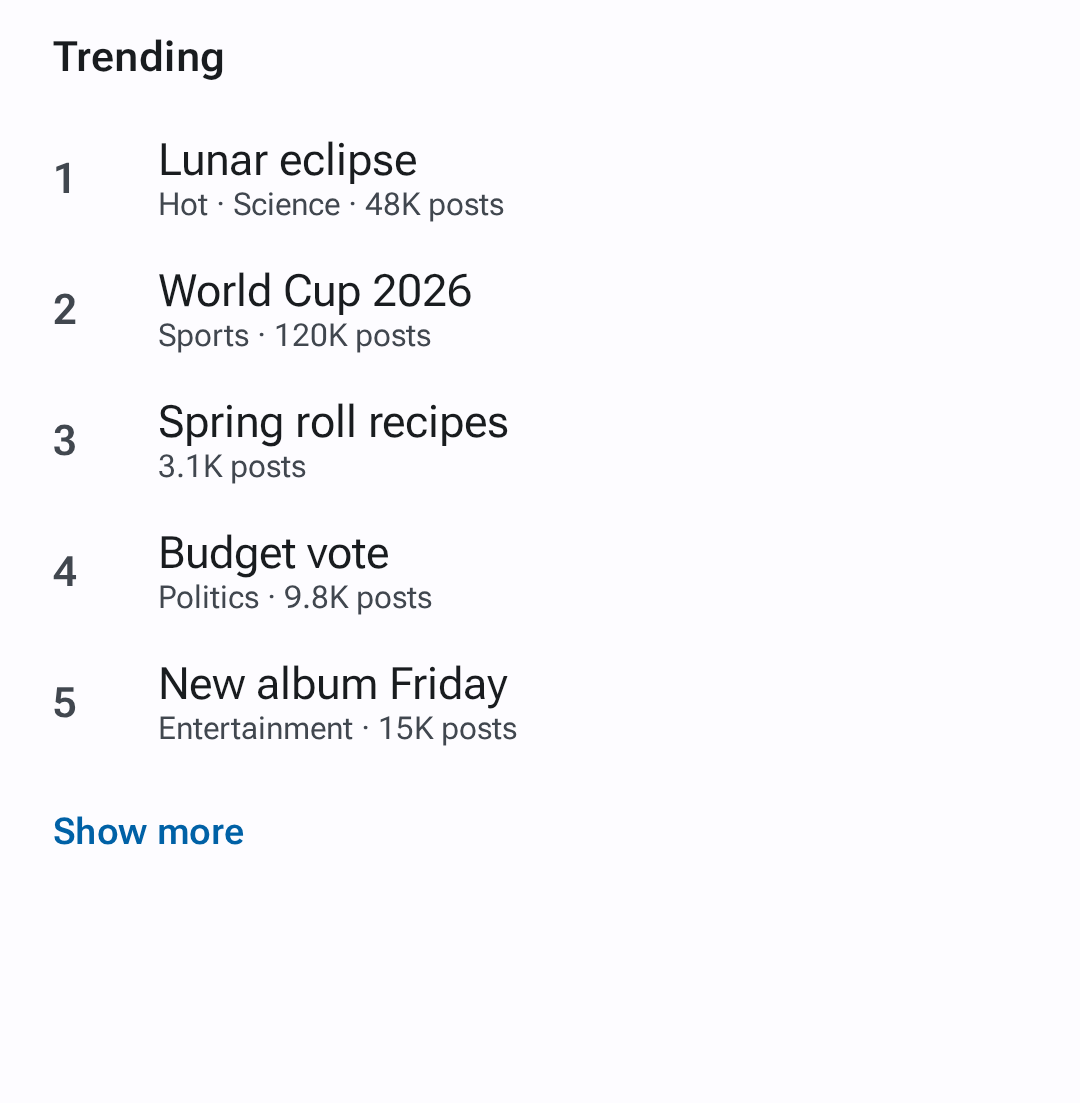 Trending
1
Lunar eclipse
Hot · Science · 48K posts
2
World Cup 2026
Sports · 120K posts
3
Spring roll recipes
3.1K posts
4
Budget vote
Politics · 9.8K posts
5
New album Friday
Entertainment · 15K posts
Show more